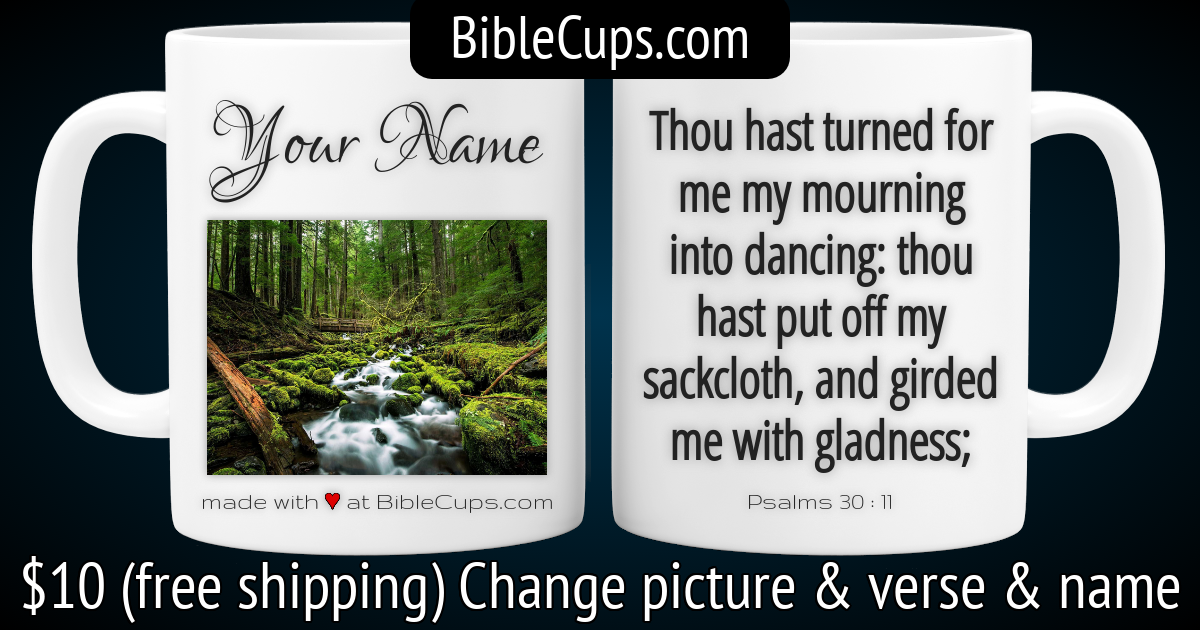 BibleCups.com
Your Name
made with ♥ at BibleCups.com
Thou hast turned for
me my mourning
into dancing: thou
hast put off my
sackcloth, and girded
me with gladness;
Psalms 30 : 11
$10 (free shipping) Change picture & verse & name